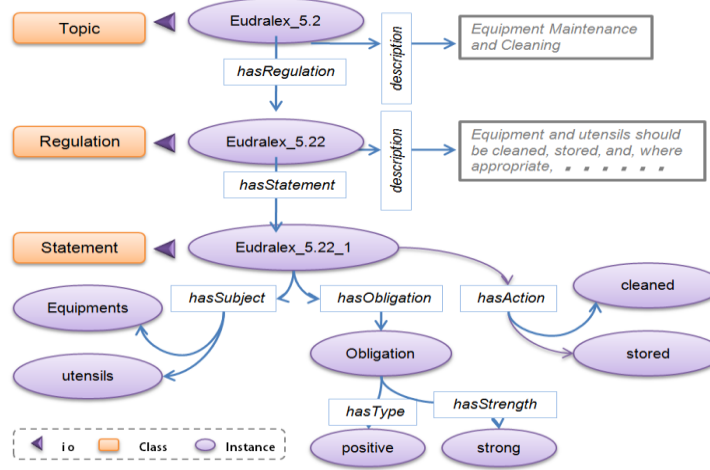 Topic
Eudralex_5.2
description
Equipment Maintenance
and Cleaning
hasRegulation
Regulation
Eudralex_5.22
description
Equipment and utensils should
be cleaned, stored, and, where
appropriate, . . . . . .
hasStatement
Statement
Eudralex_5.22_1
Equipments
hasSubject
hasObligation
hasAction
cleaned
utensils
Obligation
stored
hasType
hasStrength
positive
strong
io Class Instance